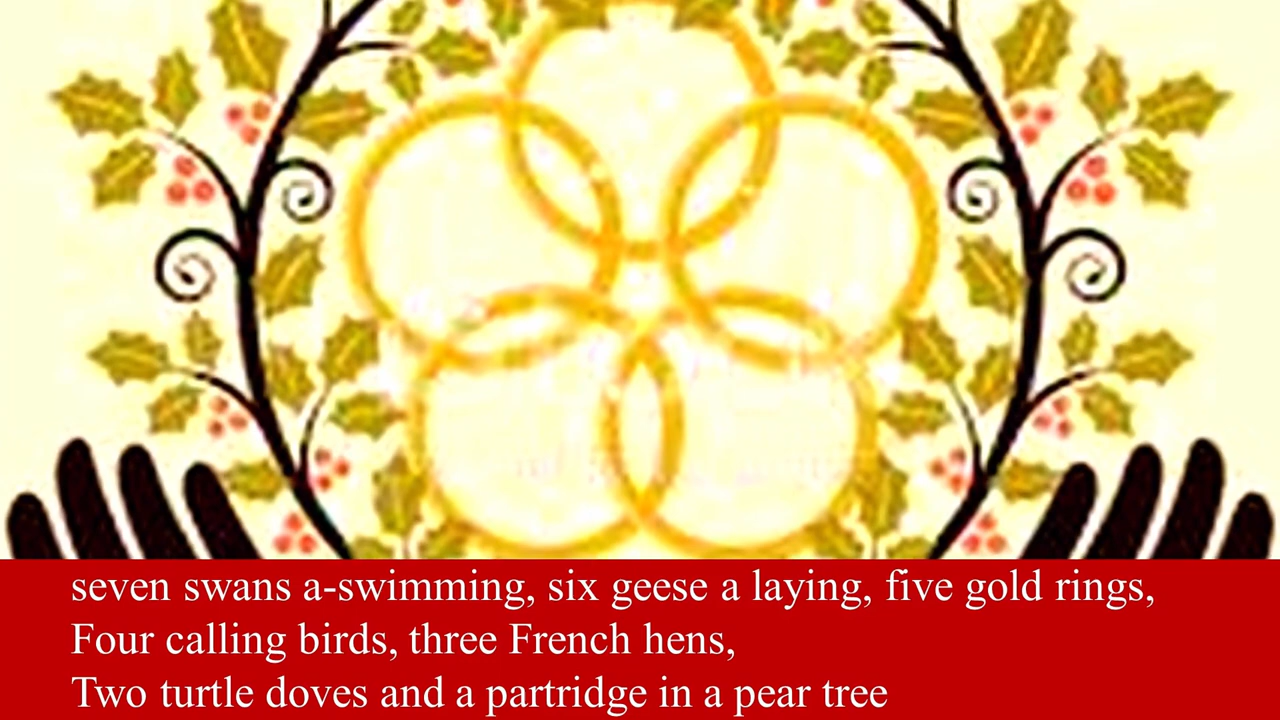 seven swans a-swimming, six geese a laying, five gold rings,
Four calling birds, three French hens,
Two turtle doves and a partridge in a pear tree